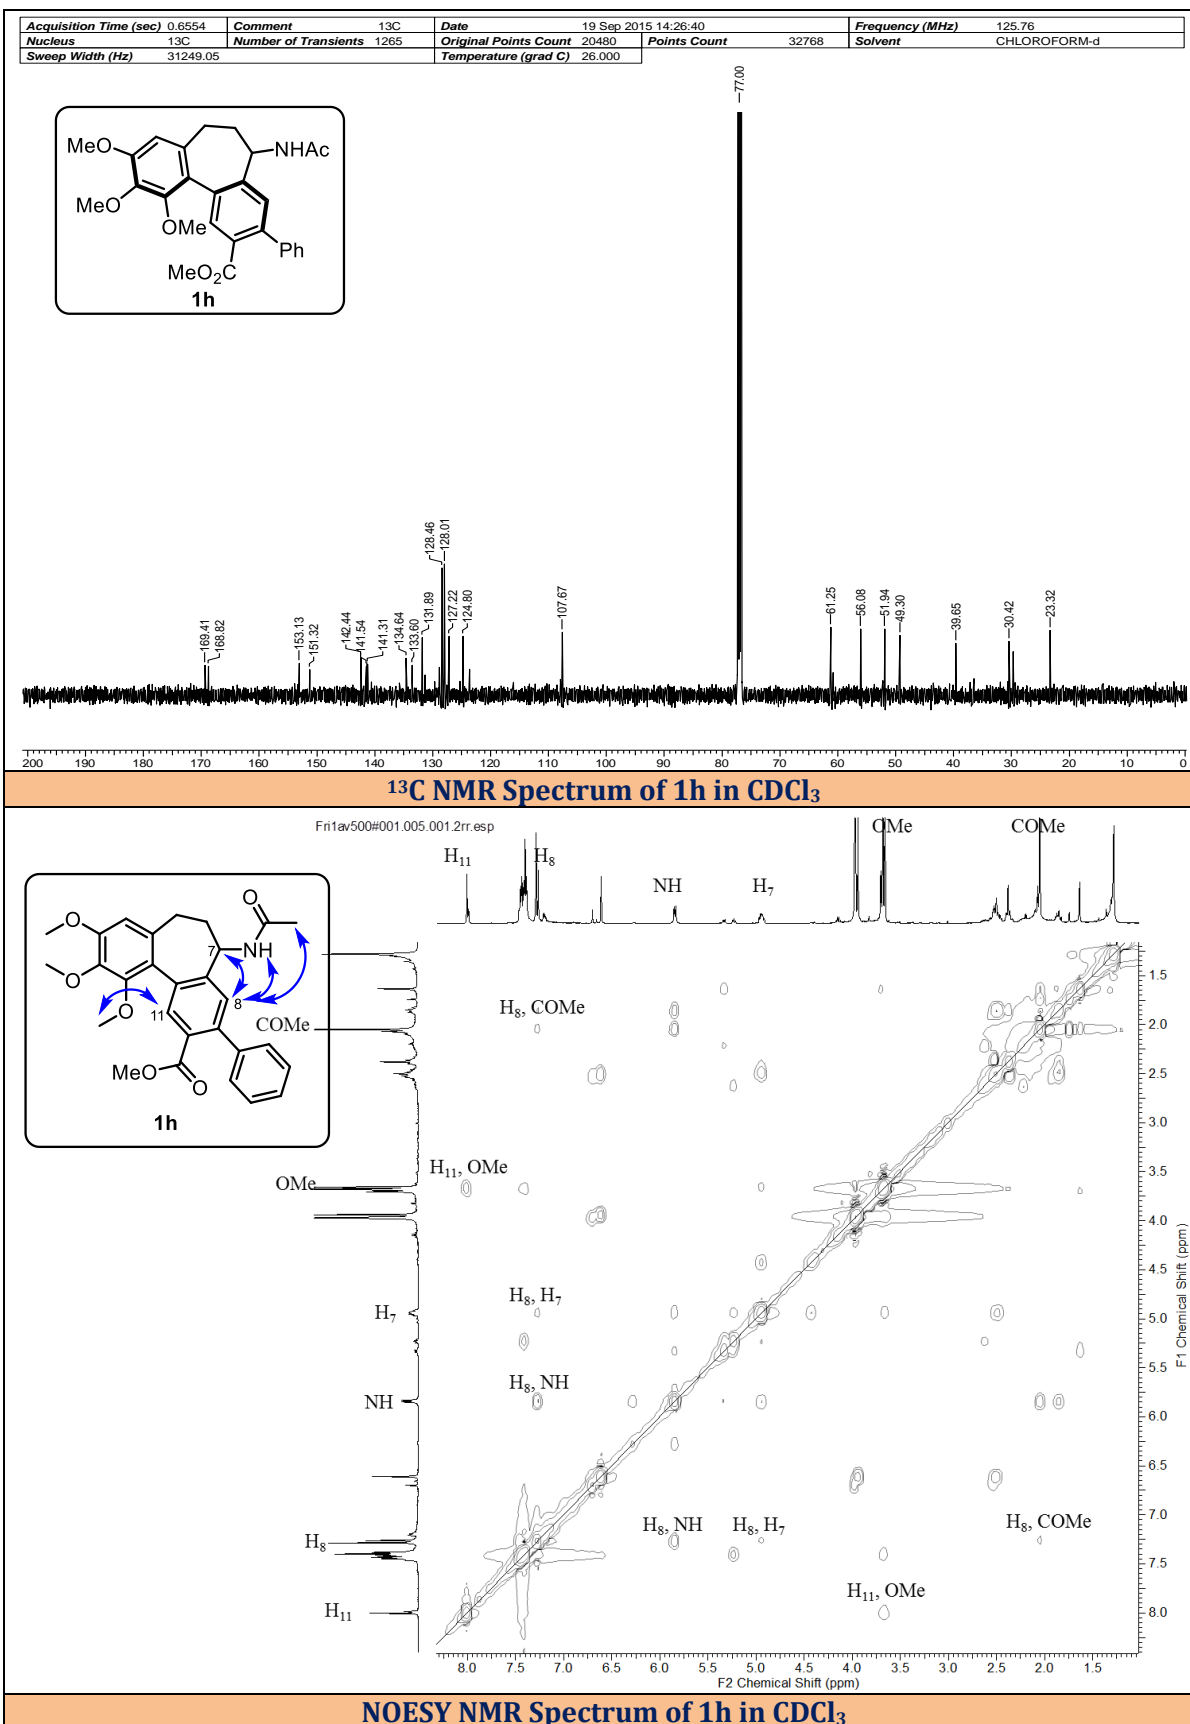 Acquisition Time (sec) 0.6554 Comment 13C Date 19 Sep 2015 14:26:40 Frequency (MHz) 125.76
Nucleus 13C Number of Transients 1265 Original Points Count 20480 Points Count 32768 Solvent CHLOROFORM-d
Sweep Width (Hz) 31249.05 Temperature (grad C) 26.000
77.00
MeO
NHAc
MeO
OMe
Ph
MeO₂C
1h
169.41
168.82
153.13
151.32
142.44
141.54
141.31
134.64
133.60
131.89
128.46
128.01
127.22
124.80
107.67
61.25
56.08
51.94
49.30
39.65
30.42
23.32
200 190 180 170 160 150 140 130 120 110 100 90 80 70 60 50 40 30 20 10 0
¹³C NMR Spectrum of 1h in CDCl₃
Fri1av500#001.005.001.2rr.esp
H₁₁ H₈ NH H₇ OMe COMe
O
O
7 NH
O
O
8
11
MeO
O
1h
COMe
OMe
H₇
NH
H₈
H₁₁
H₈, COMe
H₁₁, OMe
H₈, H₇
H₈, NH
H₈, NH H₈, H₇ H₈, COMe
H₁₁, OMe
1.5
2.0
2.5
3.0
3.5
4.0
4.5
5.0
5.5
6.0
6.5
7.0
7.5
8.0
F1 Chemical Shift (ppm)
8.0 7.5 7.0 6.5 6.0 5.5 5.0 4.5 4.0 3.5 3.0 2.5 2.0 1.5
F2 Chemical Shift (ppm)
NOESY NMR Spectrum of 1h in CDCl₃